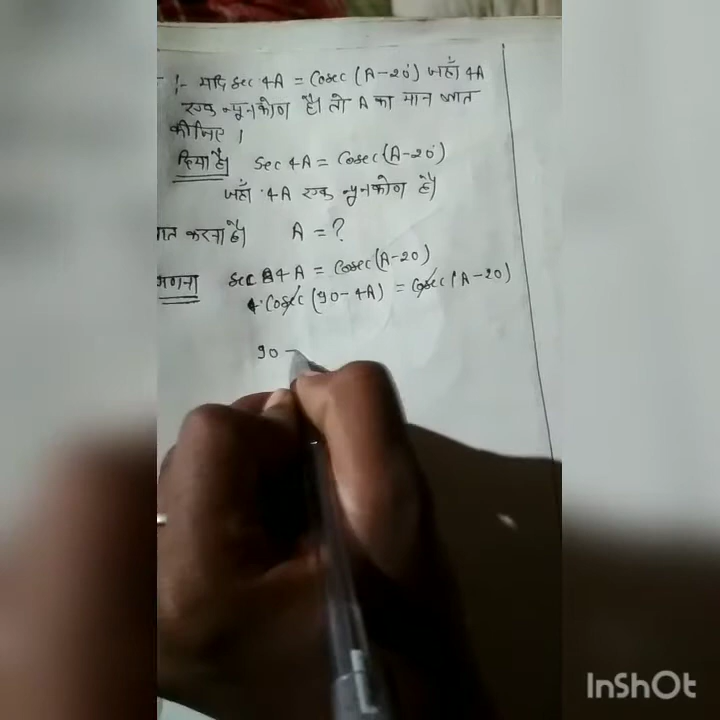 1:- यदि sec 4A = Cosec (A-20°) जहाँ 4A
एक न्यूनकोण है। तो A का मान ज्ञात
कीजिए ।
दिया है। Sec 4A = Cosec(A-20°)
जहाँ 4A एक न्यूनकोण है।
ात करना है। A = ?
गणना Sec 4A = Cosec(A-20)
Cosec (90-4A) = Cosec(A-20)
90 -
InShOt